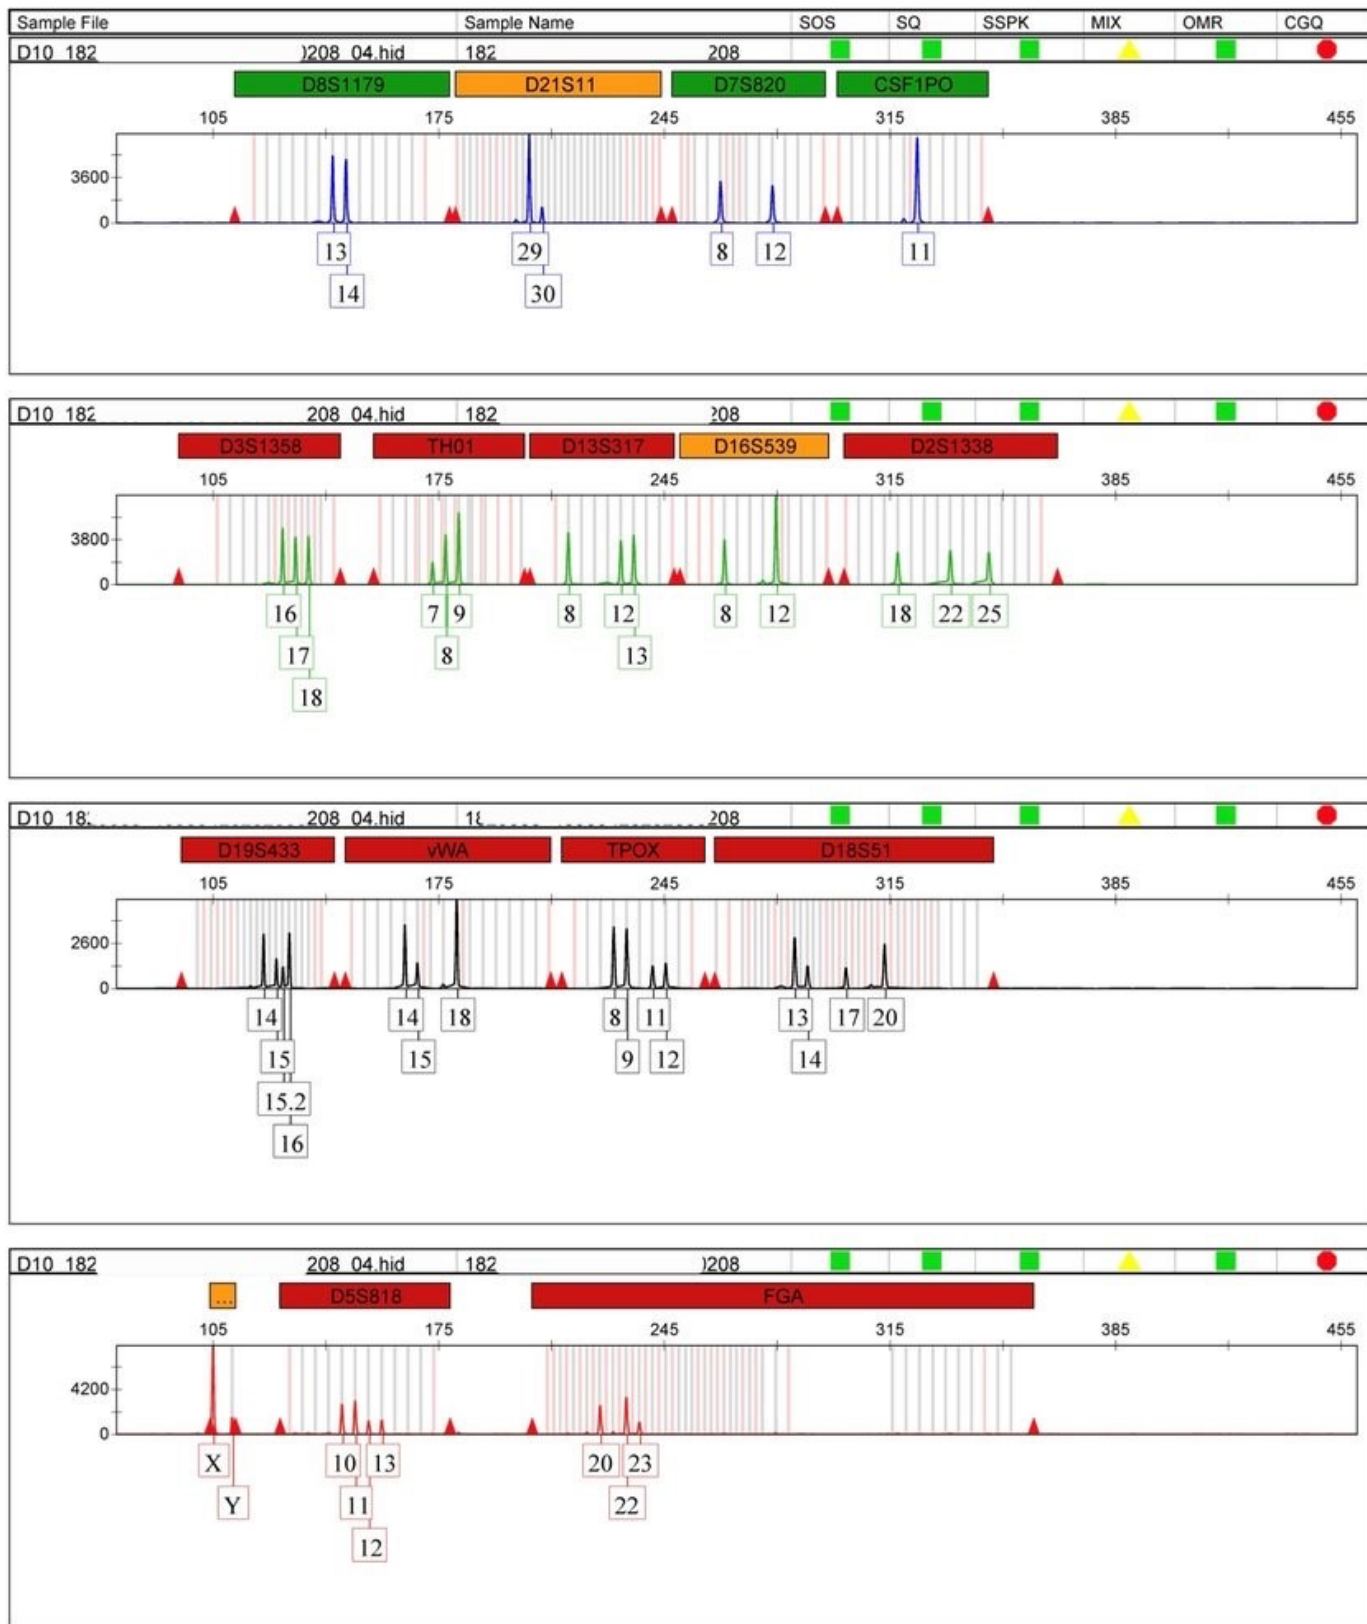 Sample File Sample Name SOS SQ SSPK MIX OMR CGQ
D10 182 )208 04.hid 182 208
D8S1179 D21S11 D7S820 CSF1PO
105 175 245 315 385 455
3600
0
13 29 8 12 11
14 30
D10 182 208 04.hid 182 208
D3S1358 TH01 D13S317 D16S539 D2S1338
105 175 245 315 385 455
3800
0
16 7 9 8 12 8 12 18 22 25
17 8 13
18
D10 18 208 04.hid 208
D19S433 vWA TPOX D18S51
105 175 245 315 385 455
2600
0
14 14 18 8 11 13 17 20
15 15 9 12 14
15.2
16
D10 182 208 04.hid 182 )208
... D5S818 FGA
105 175 245 315 385 455
4200
0
X 10 13 20 23
Y 11 22
12